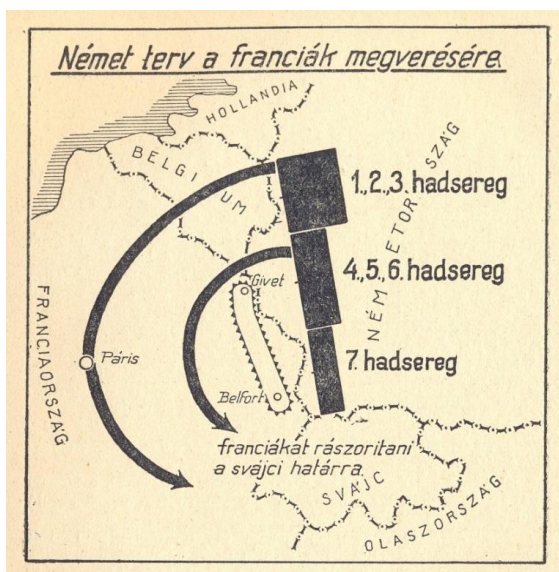 Német terv a franciák megverésére.
HOLLANDIA
BELGIUM
NÉMETORSZÁG
1.,2.,3. hadsereg
4.,5.,6. hadsereg
Givet
FRANCIAORSZÁG
Páris
7. hadsereg
Belfort
franciákat rászoritani
a svájci határra.
SVÁJC
OLASZORSZÁG